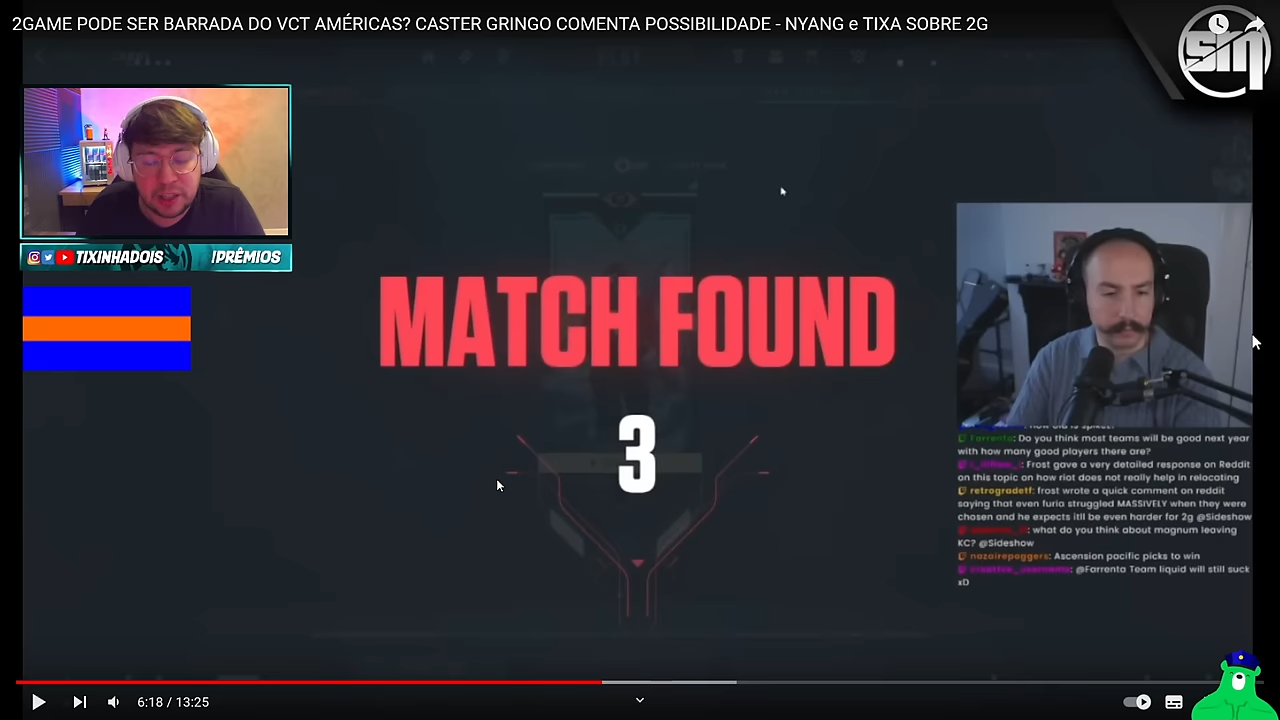 2GAME PODE SER BARRADA DO VCT AMÉRICAS? CASTER GRINGO COMENTA POSSIBILIDADE - NYANG e TIXA SOBRE 2G
SM
TIXINHADOIS !PRÊMIOS
MATCH FOUND
3
Farrenta: Do you think most teams will be good next year
with how many good players there are?
: Frost gave a very detailed response on Reddit
on this topic on how riot does not really help in relocating
retrogradetf: frost wrote a quick comment on reddit
saying that even furia struggled MASSIVELY when they were
chosen and he expects itll be even harder for 2g @Sideshow
: what do you think about magnum leaving
KC? @Sideshow
nazairepoggers: Ascension pacific picks to win
: @Farrenta Team liquid will still suck
xD
6:18 / 13:25